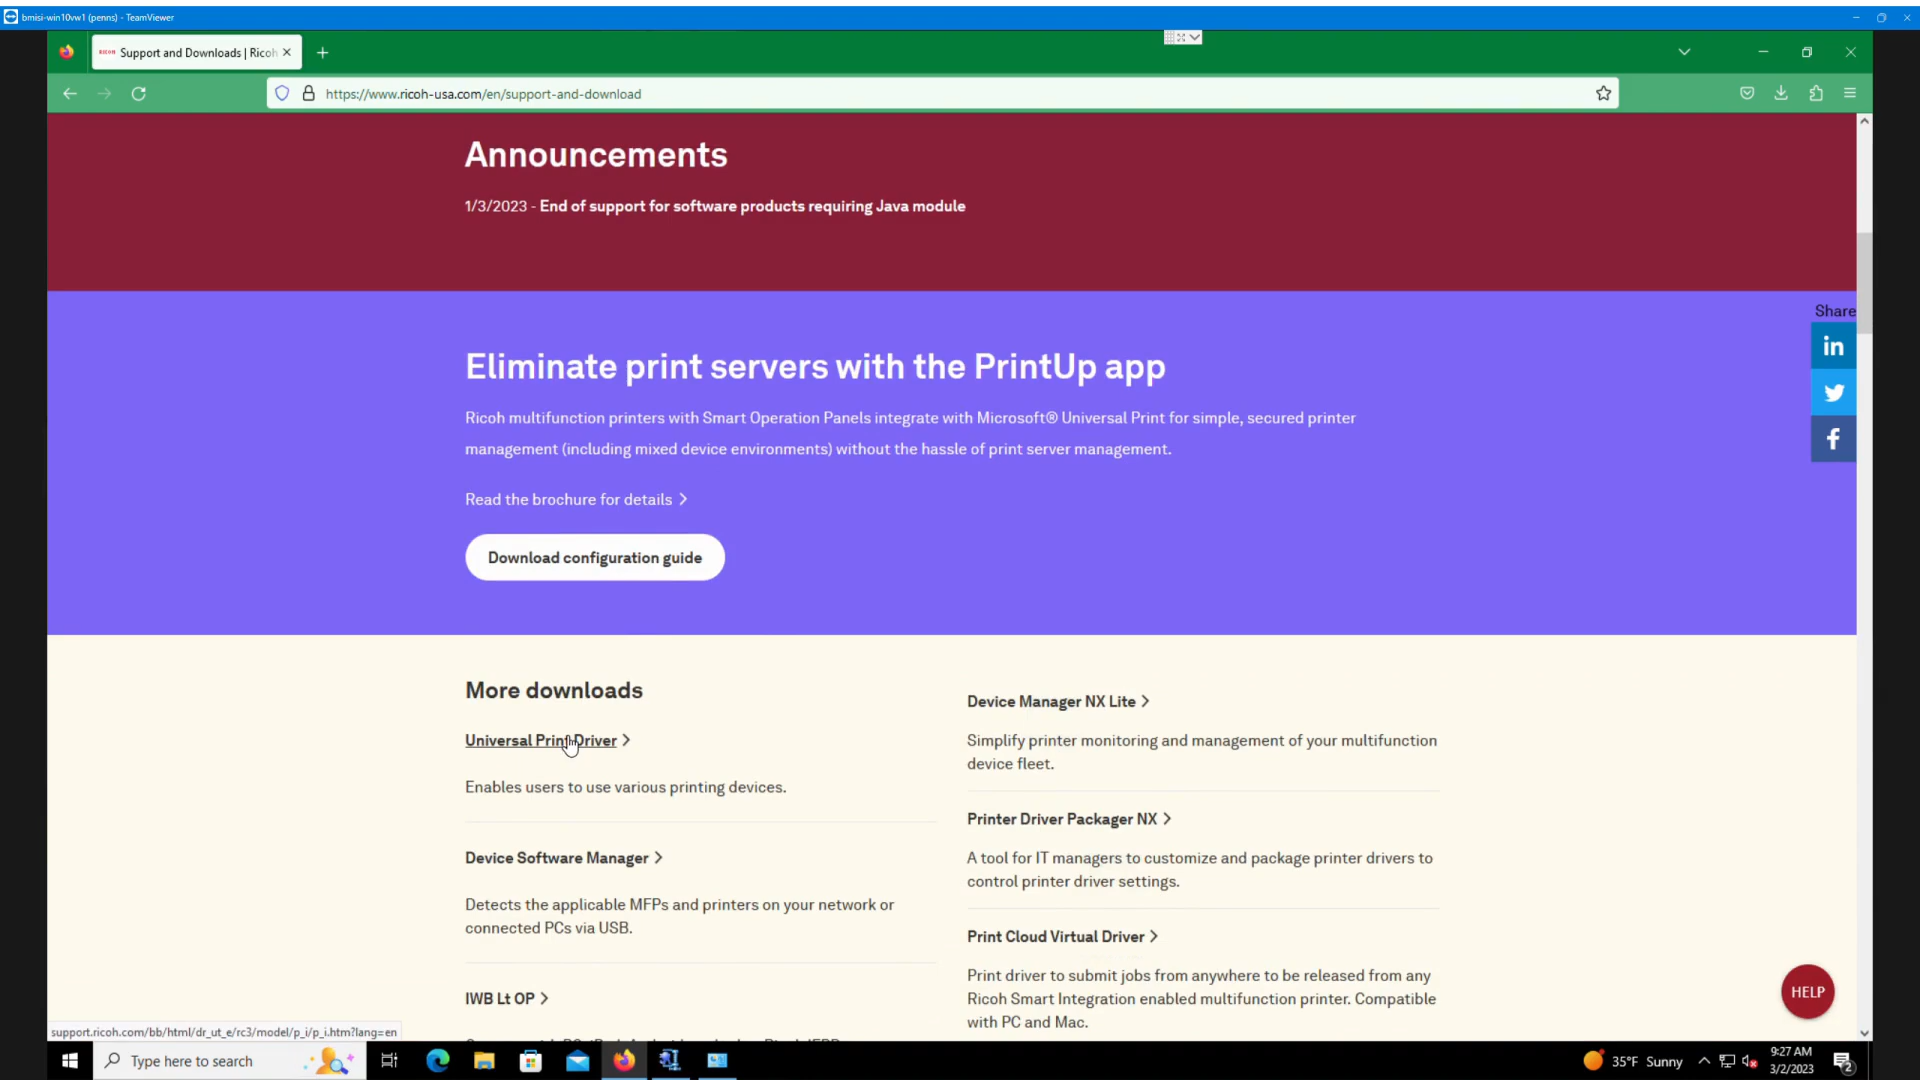 bmisi-win10vw1 (penns) - TeamViewer
RICOH Support and Downloads | Ricoh
https://www.ricoh-usa.com/en/support-and-download
Announcements
1/3/2023 - End of support for software products requiring Java module
Share
Eliminate print servers with the PrintUp app
Ricoh multifunction printers with Smart Operation Panels integrate with Microsoft® Universal Print for simple, secured printer
management (including mixed device environments) without the hassle of print server management.
Read the brochure for details >
Download configuration guide
in
f
More downloads
Universal Print Driver >
Enables users to use various printing devices.
Device Software Manager >
Detects the applicable MFPs and printers on your network or
connected PCs via USB.
IWB Lt OP >
Device Manager NX Lite >
Simplify printer monitoring and management of your multifunction
device fleet.
Printer Driver Packager NX >
A tool for IT managers to customize and package printer drivers to
control printer driver settings.
Print Cloud Virtual Driver >
Print driver to submit jobs from anywhere to be released from any
Ricoh Smart Integration enabled multifunction printer. Compatible
with PC and Mac.
HELP
support.ricoh.com/bb/html/dr_ut_e/rc3/model/p_i/p_i.htm?lang=en
Type here to search
35°F Sunny
9:27 AM
3/2/2023
2